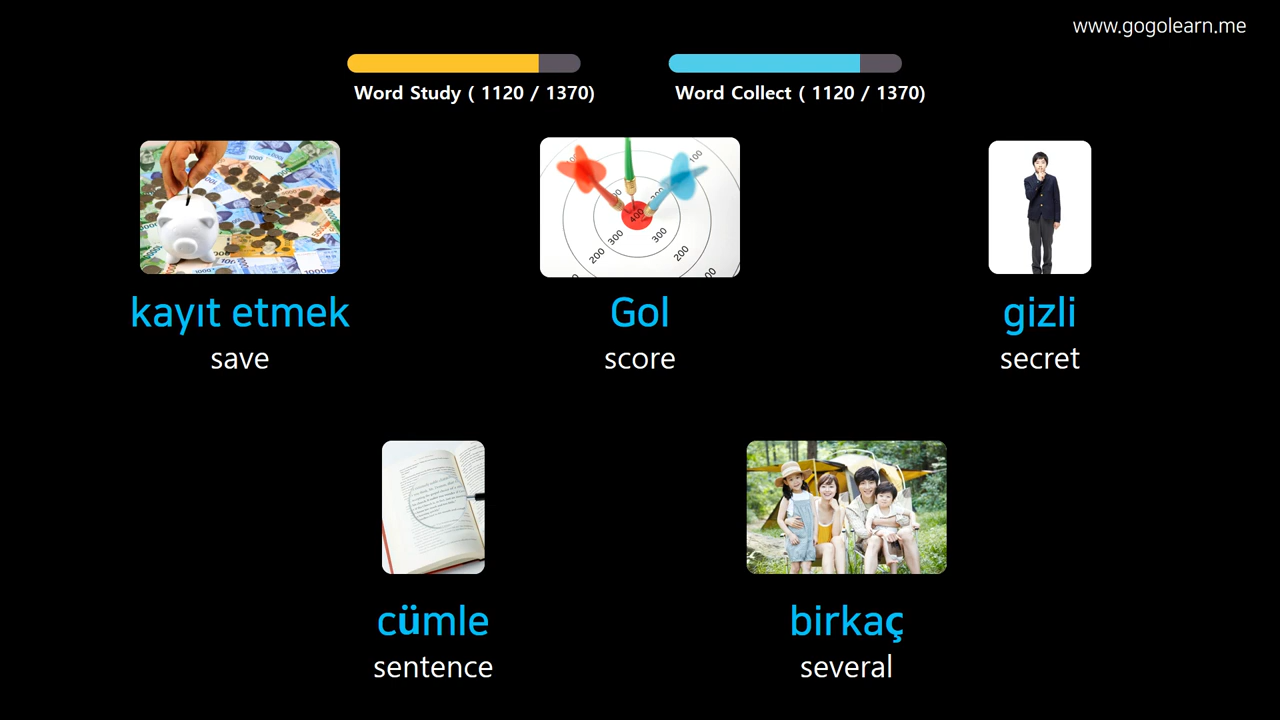 www.gogolearn.me
Word Study ( 1120 / 1370)
Word Collect ( 1120 / 1370)
kayıt etmek
save
Gol
score
gizli
secret
cümle
sentence
birkaç
several